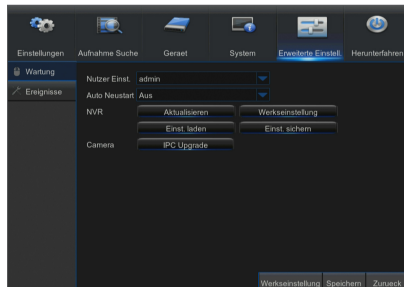 Einstellungen Aufnahme Suche Geraet System Erweiterte Einstell. Herunterfahren
Wartung
Ereignisse
Nutzer Einst. admin
Auto Neustart Aus
NVR Aktualisieren Werkseinstellung
Einst. laden Einst. sichern
Camera IPC Upgrade
Werkseinstellung Speichern Zurueck